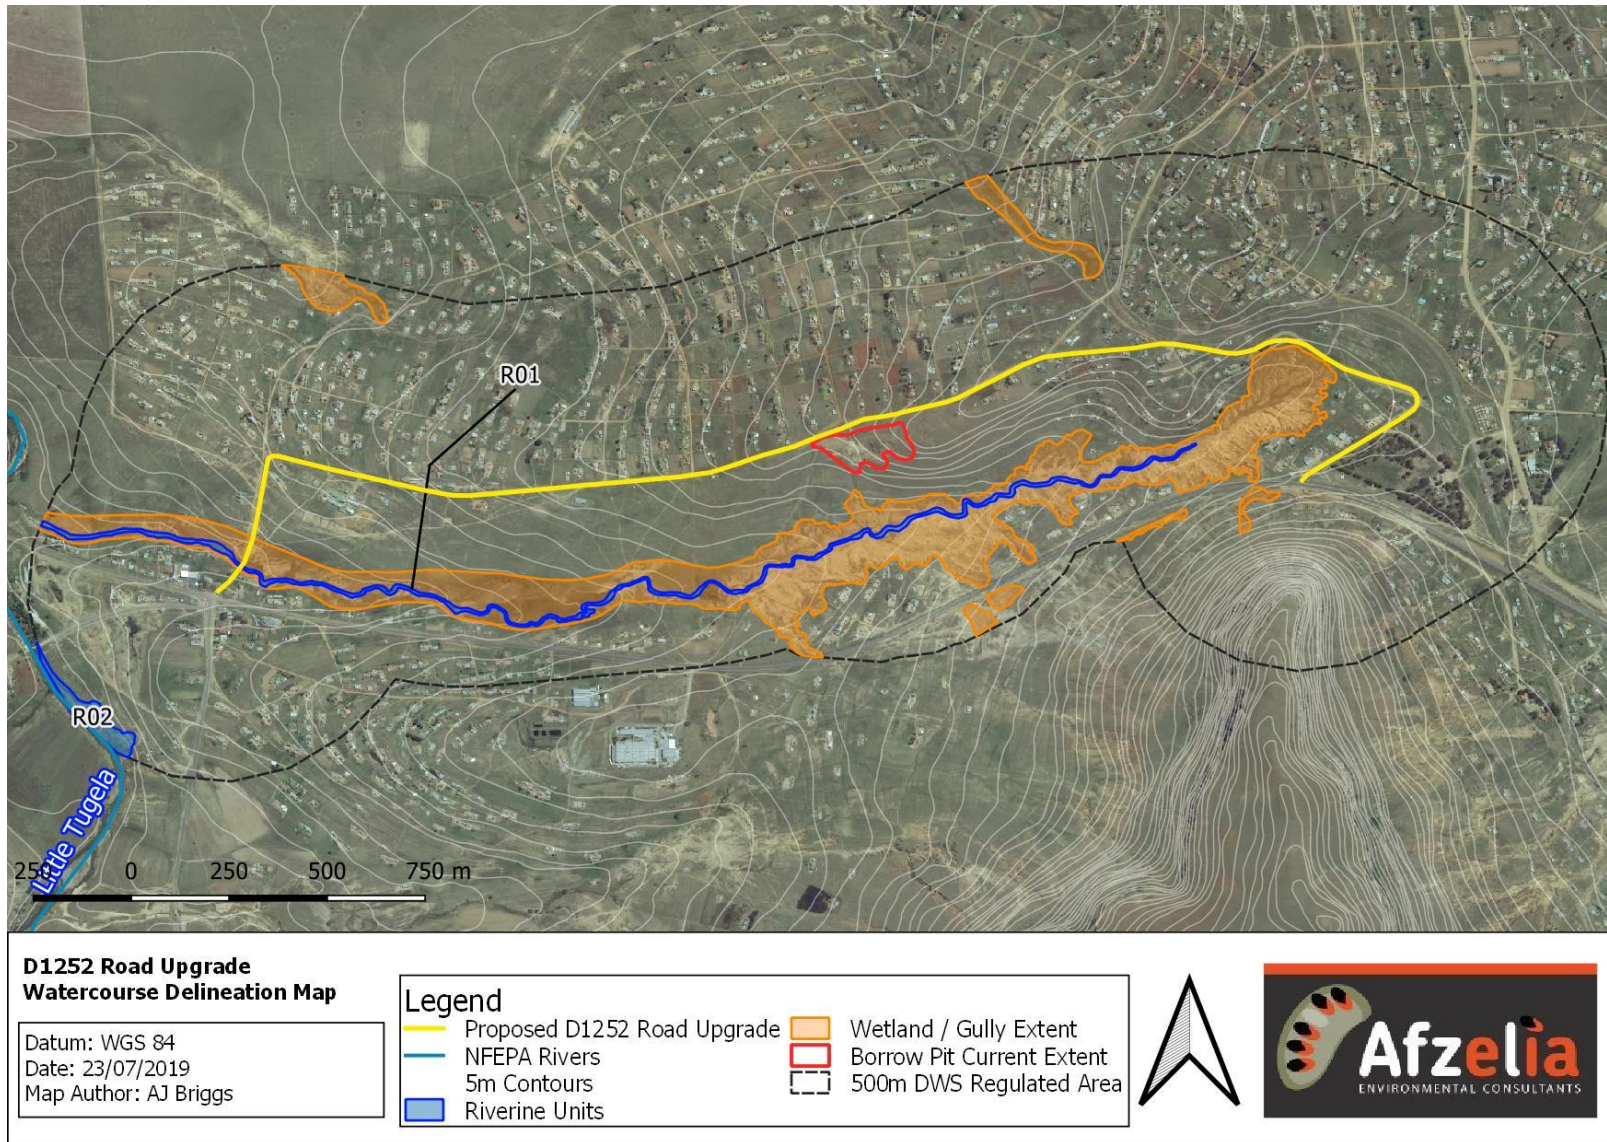 R01
R02
Little Tugela
250 0 250 500 750 m
D1252 Road Upgrade
Watercourse Delineation Map
Datum: WGS 84
Date: 23/07/2019
Map Author: AJ Briggs
Legend
Proposed D1252 Road Upgrade
NFEPA Rivers
5m Contours
Riverine Units
Wetland / Gully Extent
Borrow Pit Current Extent
500m DWS Regulated Area
Afzelia
ENVIRONMENTAL CONSULTANTS